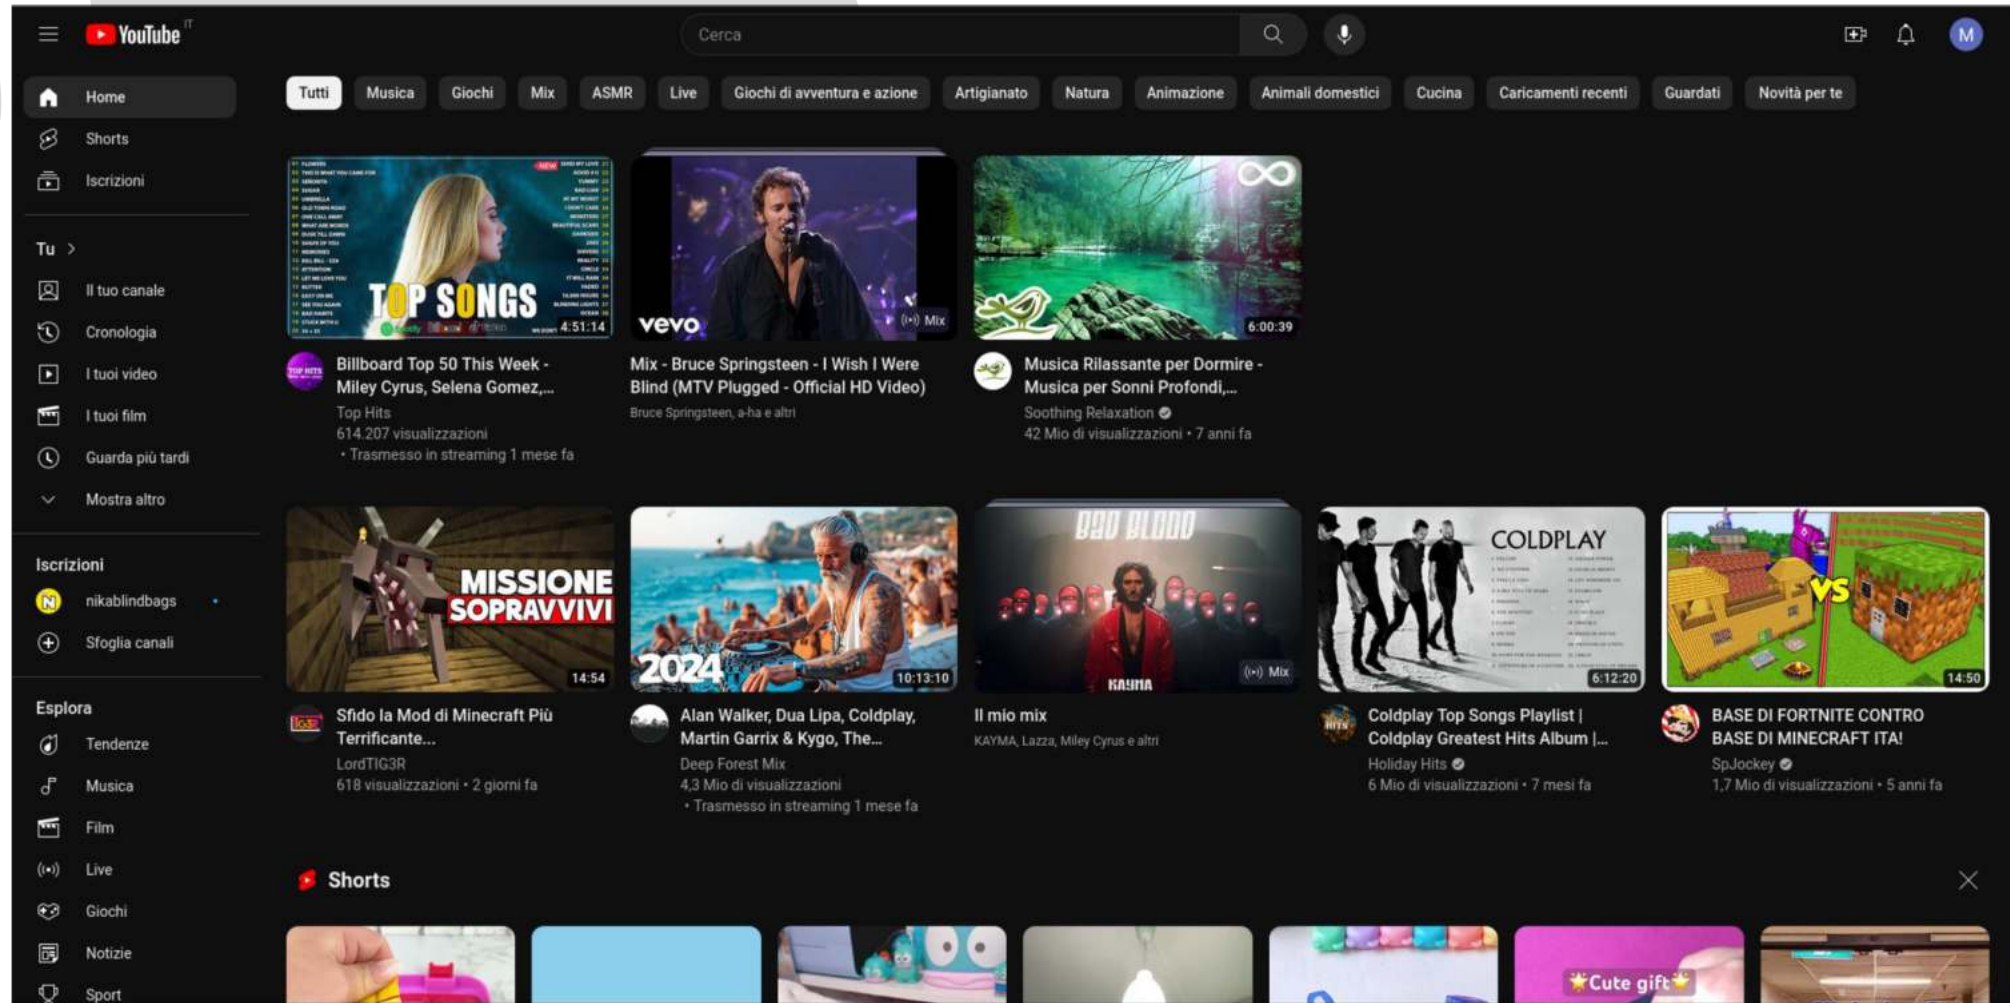 YouTube IT
Cerca
M
Home
Shorts
Iscrizioni
Tu
Il tuo canale
Cronologia
I tuoi video
I tuoi film
Guarda più tardi
Mostra altro
Iscrizioni
nikablindbags
Sfoglia canali
Esplora
Tendenze
Musica
Film
Live
Giochi
Notizie
Sport
Tutti Musica Giochi Mix ASMR Live Giochi di avventura e azione Artigianato Natura Animazione Animali domestici Cucina Caricamenti recenti Guardati Novità per te
NEW
TOP SONGS
4:51:14
TOP HITS
Billboard Top 50 This Week -
Miley Cyrus, Selena Gomez,...
Top Hits
614.207 visualizzazioni
• Trasmesso in streaming 1 mese fa
vevo
Mix
Mix - Bruce Springsteen - I Wish I Were
Blind (MTV Plugged - Official HD Video)
Bruce Springsteen, a-ha e altri
6:00:39
Musica Rilassante per Dormire -
Musica per Sonni Profondi,...
Soothing Relaxation
42 Mio di visualizzazioni • 7 anni fa
MISSIONE
SOPRAVVIVI
14:54
Sfido la Mod di Minecraft Più
Terrificante...
LordTIG3R
618 visualizzazioni • 2 giorni fa
2024
10:13:10
Alan Walker, Dua Lipa, Coldplay,
Martin Garrix & Kygo, The...
Deep Forest Mix
4,3 Mio di visualizzazioni
• Trasmesso in streaming 1 mese fa
BAD BLOOD
KAYMA
Mix
Il mio mix
KAYMA, Lazza, Miley Cyrus e altri
COLDPLAY
6:12:20
HITS
Coldplay Top Songs Playlist |
Coldplay Greatest Hits Album |...
Holiday Hits
6 Mio di visualizzazioni • 7 mesi fa
VS
14:50
BASE DI FORTNITE CONTRO
BASE DI MINECRAFT ITA!
SpJockey
1,7 Mio di visualizzazioni • 5 anni fa
Shorts
Cute gift